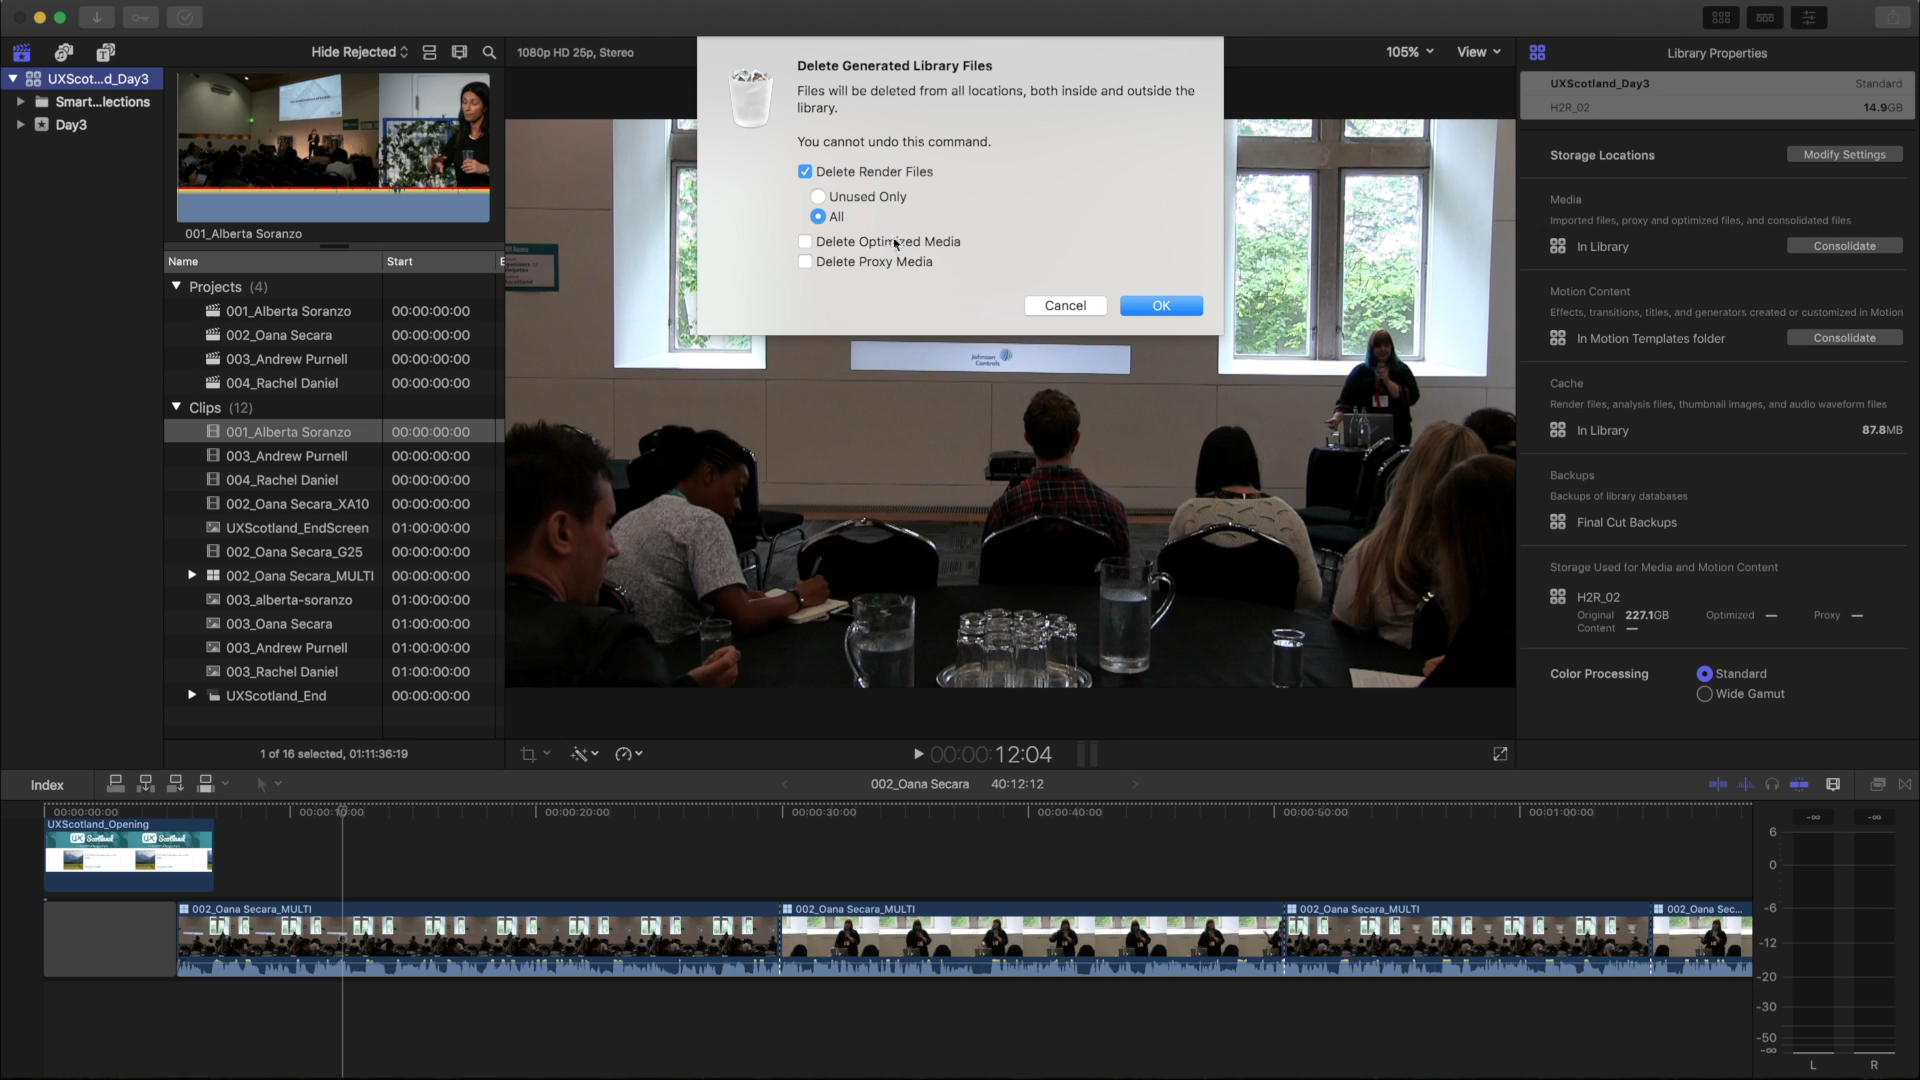 Hide Rejected
1080p HD 25p, Stereo
105%
View
Library Properties
UXScot...d_Day3
Smart...lections
Day3
001_Alberta Soranzo
Name
Start
Projects (4)
001_Alberta Soranzo 00:00:00:00
002_Oana Secara 00:00:00:00
003_Andrew Purnell 00:00:00:00
004_Rachel Daniel 00:00:00:00
Clips (12)
001_Alberta Soranzo 00:00:00:00
003_Andrew Purnell 00:00:00:00
004_Rachel Daniel 00:00:00:00
002_Oana Secara_XA10 00:00:00:00
UXScotland_EndScreen 01:00:00:00
002_Oana Secara_G25 00:00:00:00
002_Oana Secara_MULTI 00:00:00:00
003_alberta-soranzo 01:00:00:00
003_Oana Secara 01:00:00:00
003_Andrew Purnell 01:00:00:00
003_Rachel Daniel 01:00:00:00
UXScotland_End 00:00:00:00
1 of 16 selected, 01:11:36:19
Delete Generated Library Files
Files will be deleted from all locations, both inside and outside the
library.
You cannot undo this command.
Delete Render Files
Unused Only
All
Delete Optimized Media
Delete Proxy Media
Cancel
OK
Johnson
Controls
00:00:12:04
UXScotland_Day3 Standard
H2R_02 14.9GB
Storage Locations
Modify Settings
Media
Imported files, proxy and optimized files, and consolidated files
In Library
Consolidate
Motion Content
Effects, transitions, titles, and generators created or customized in Motion
In Motion Templates folder
Consolidate
Cache
Render files, analysis files, thumbnail images, and audio waveform files
In Library 87.8MB
Backups
Backups of library databases
Final Cut Backups
Storage Used for Media and Motion Content
H2R_02
Original 227.1GB Optimized — Proxy —
Content —
Color Processing
Standard
Wide Gamut
Index
002_Oana Secara 40:12:12
00:00:00:00
00:00:10:00
00:00:20:00
00:00:30:00
00:00:40:00
00:00:50:00
00:01:00:00
UXScotland_Opening
UX Scotland
UX Scotland
002_Oana Secara_MULTI
002_Oana Secara_MULTI
002_Oana Secara_MULTI
002_Oana Sec...
-∞ -∞
6
0
-6
-12
-20
-30
-50
-∞
L R